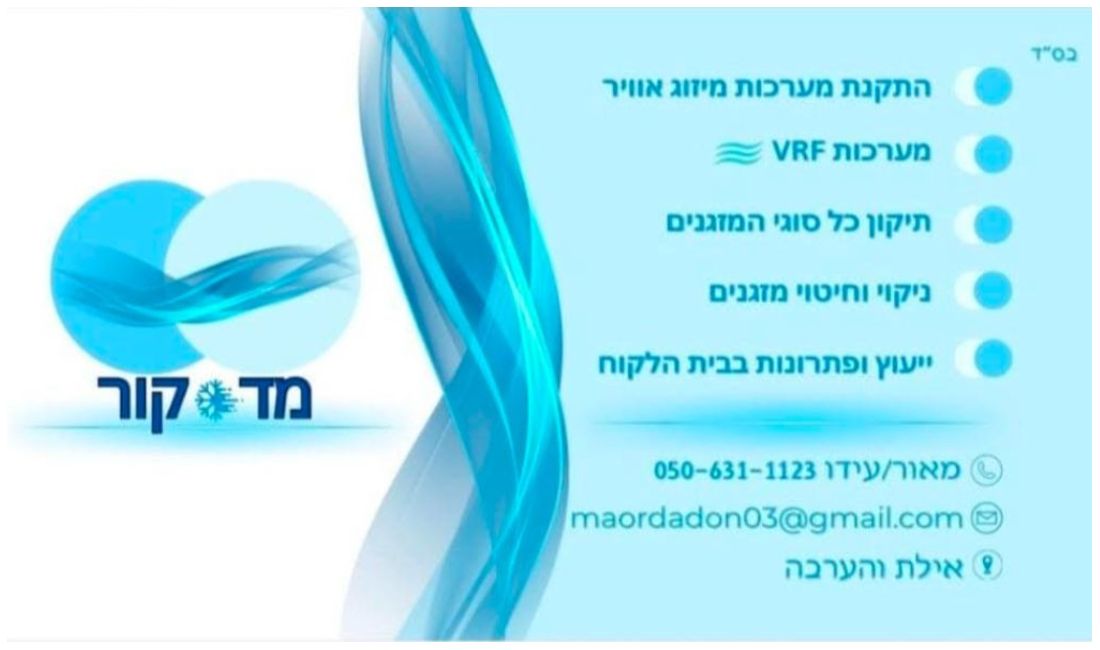 בס"ד
התקנת מערכות מיזוג אוויר
מערכות VRF
תיקון כל סוגי המזגנים
ניקוי וחיטוי מזגנים
ייעוץ ופתרונות בבית הלקוח
מאור/עידו 050-631-1123
maordadon03@gmail.com
אילת והערבה
מד קור